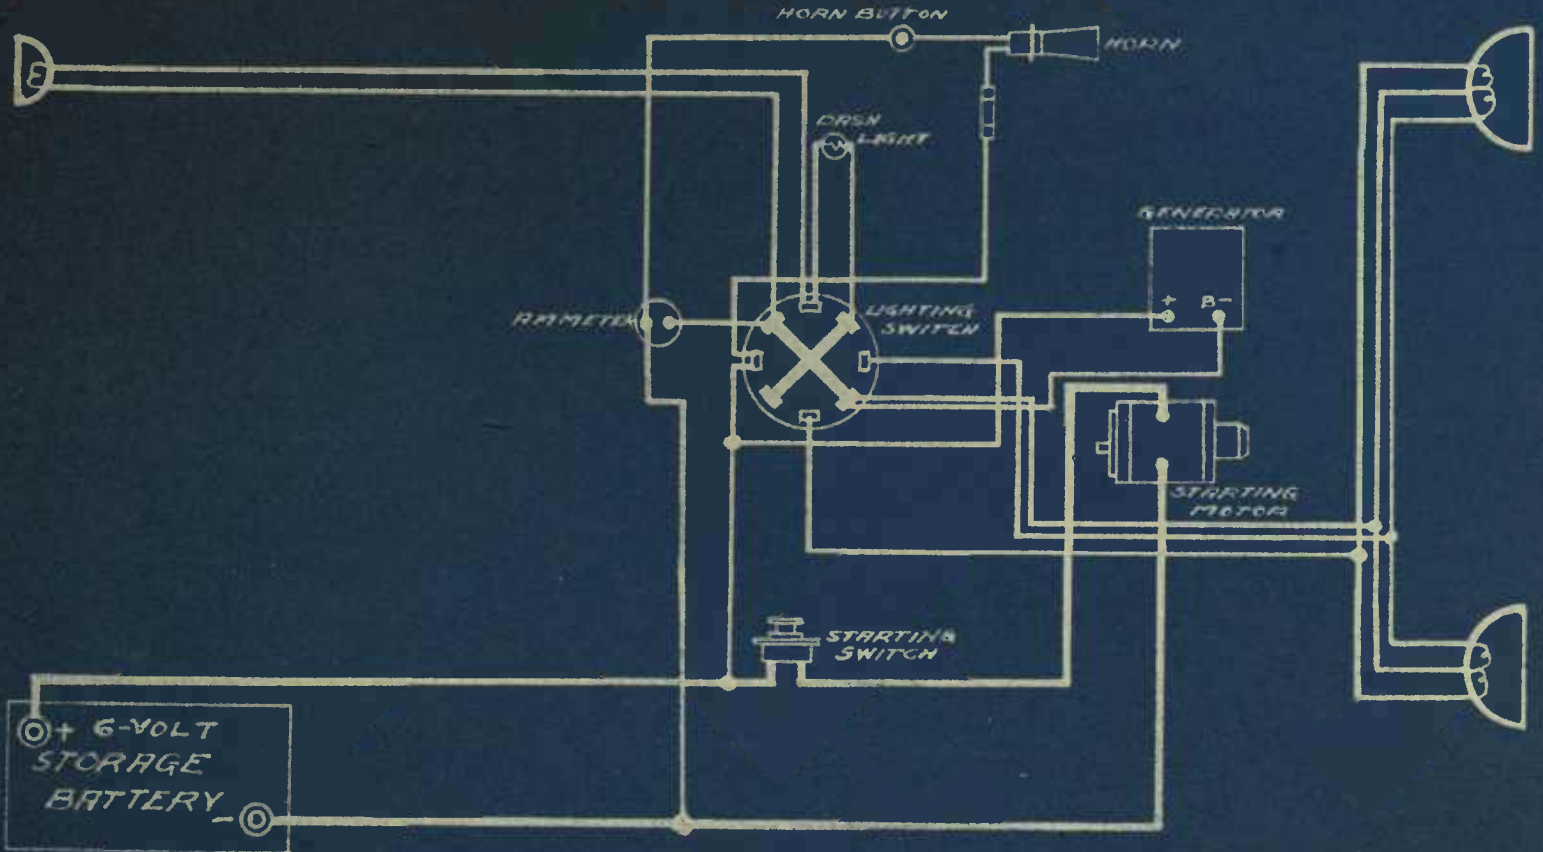 HORN BUTTON
HORN
DASH
LIGHT
GENERATOR
+ B-
AMMETER
LIGHTING
SWITCH
STARTING
MOTOR
STARTING
SWITCH
+ 6-VOLT
STORAGE
BATTERY
-